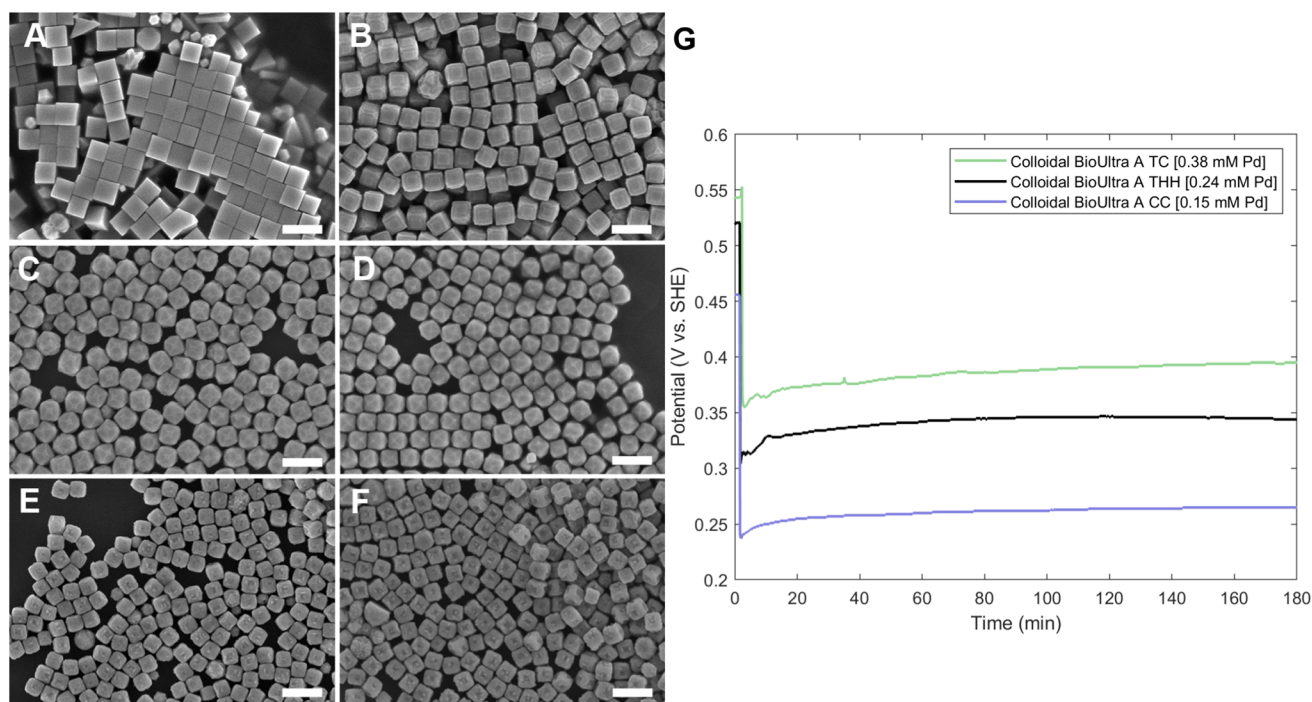 A
B
G
C
D
E
F
0.6
0.55
0.5
0.45
0.4
0.35
0.3
0.25
0.2
Potential (V vs. SHE)
Colloidal BioUltra A TC [0.38 mM Pd]
Colloidal BioUltra A THH [0.24 mM Pd]
Colloidal BioUltra A CC [0.15 mM Pd]
0 20 40 60 80 100 120 140 160 180
Time (min)